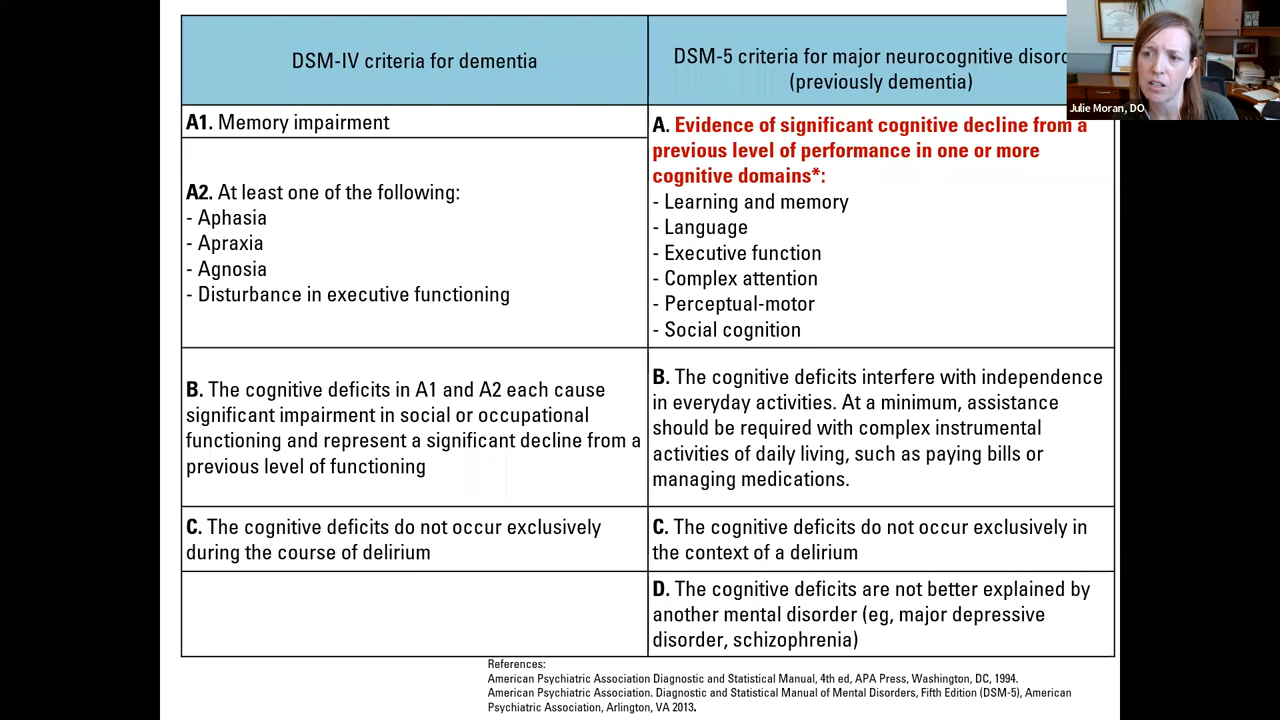 DSM-IV criteria for dementia
DSM-5 criteria for major neurocognitive
(previously dementia)
Julie Moran, DO
A1. Memory impairment
A2. At least one of the following:
- Aphasia
- Apraxia
- Agnosia
- Disturbance in executive functioning
A. Evidence of significant cognitive decline from a
previous level of performance in one or more
cognitive domains*:
- Learning and memory
- Language
- Executive function
- Complex attention
- Perceptual-motor
- Social cognition
B. The cognitive deficits in A1 and A2 each cause
significant impairment in social or occupational
functioning and represent a significant decline from a
previous level of functioning
B. The cognitive deficits interfere with independence
in everyday activities. At a minimum, assistance
should be required with complex instrumental
activities of daily living, such as paying bills or
managing medications.
C. The cognitive deficits do not occur exclusively
during the course of delirium
C. The cognitive deficits do not occur exclusively in
the context of a delirium
D. The cognitive deficits are not better explained by
another mental disorder (eg, major depressive
disorder, schizophrenia)
References:
American Psychiatric Association Diagnostic and Statistical Manual, 4th ed, APA Press, Washington, DC, 1994.
American Psychiatric Association. Diagnostic and Statistical Manual of Mental Disorders, Fifth Edition (DSM-5), American
Psychiatric Association, Arlington, VA 2013.